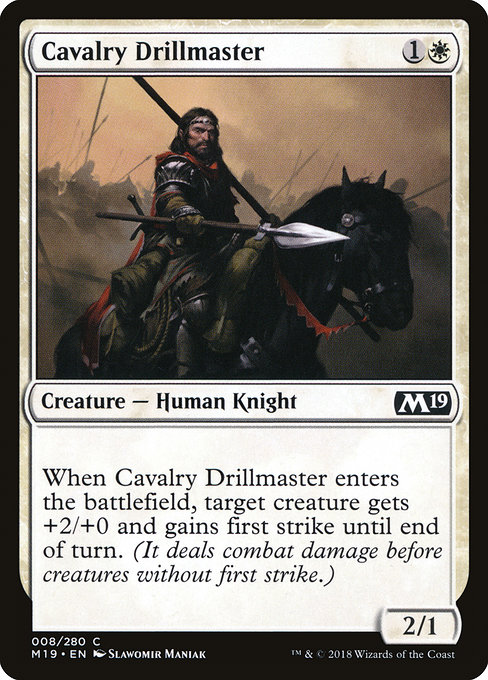 Cavalry Drillmaster 1
Creature — Human Knight M19
When Cavalry Drillmaster enters
the battlefield, target creature gets
+2/+0 and gains first strike until end
of turn. (It deals combat damage before
creatures without first strike.)
2/1
008/280 C
M19 • EN Slawomir Maniak ™ & © 2018 Wizards of the Coast